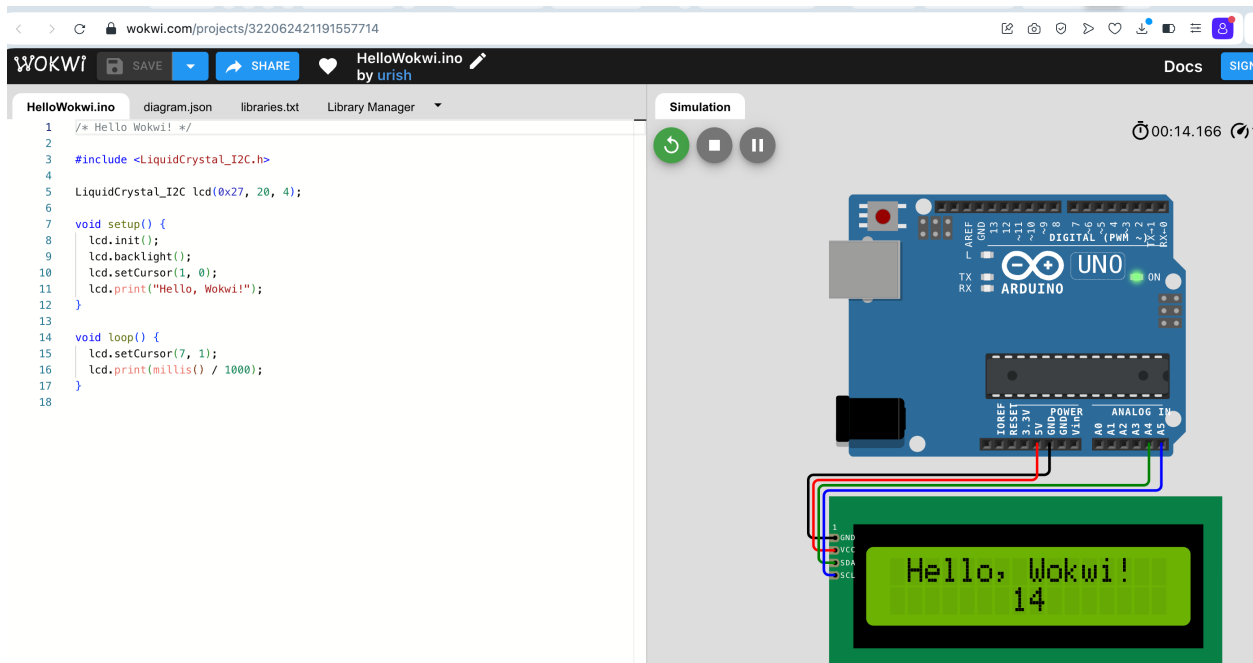 wokwi.com/projects/322062421191557714
WOKWI SAVE SHARE HelloWokwi.ino
by urish
Docs
SIGN
HelloWokwi.ino diagram.json libraries.txt Library Manager
1 /* Hello Wokwi! */
2
3 #include <LiquidCrystal_I2C.h>
4
5 LiquidCrystal_I2C lcd(0x27, 20, 4);
6
7 void setup() {
8 lcd.init();
9 lcd.backlight();
10 lcd.setCursor(1, 0);
11 lcd.print("Hello, Wokwi!");
12 }
13
14 void loop() {
15 lcd.setCursor(7, 1);
16 lcd.print(millis() / 1000);
17 }
18
Simulation
00:14.166
AREF GND 13 12 ~11 ~10 ~9 8 7 ~6 ~5 4 ~3 2 TX→1 RX←0
DIGITAL (PWM ~)
L
TX
RX
UNO
ON
ARDUINO
IOREF RESET 3.3V 5V GND GND Vin A0 A1 A2 A3 A4 A5
POWER ANALOG IN
1
GND
VCC
SDA
SCL
Hello, Wokwi!
14